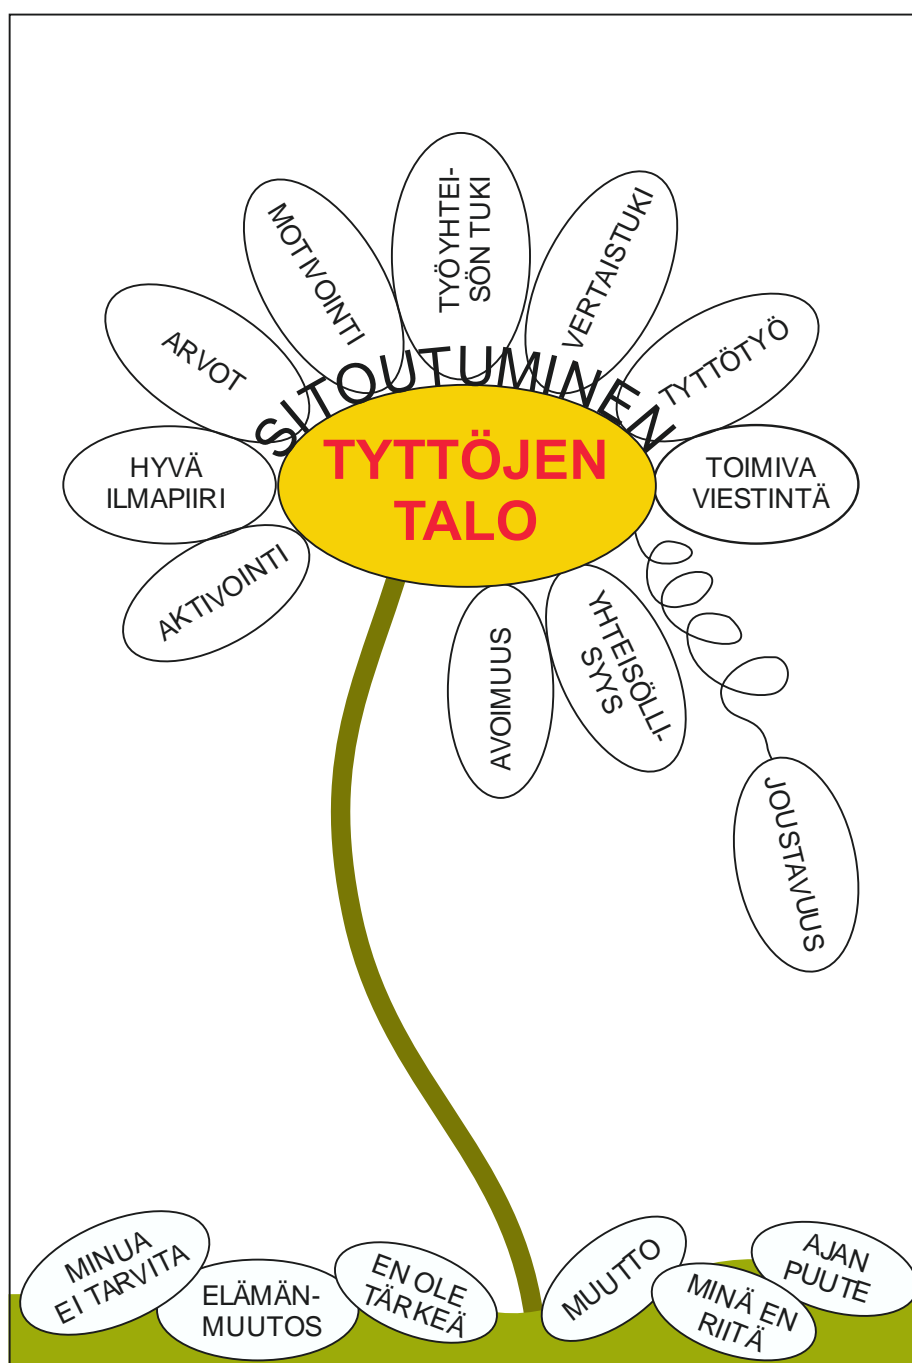 TYÖYHTEI-
SÖN TUKI
MOTIVOINTI
VERTAISTUKI
ARVOT
TYTTÖTYÖ
SITOUTUMINEN
HYVÄ
ILMAPIIRI
TYTTÖJEN
TALO
TOIMIVA
VIESTINTÄ
AKTIVOINTI
AVOIMUUS
YHTEISÖLLI-
SYYS
JOUSTAVUUS
MINUA
EI TARVITA
ELÄMÄN-
MUUTOS
EN OLE
TÄRKEÄ
MUUTTO
MINÄ EN
RIITÄ
AJAN
PUUTE